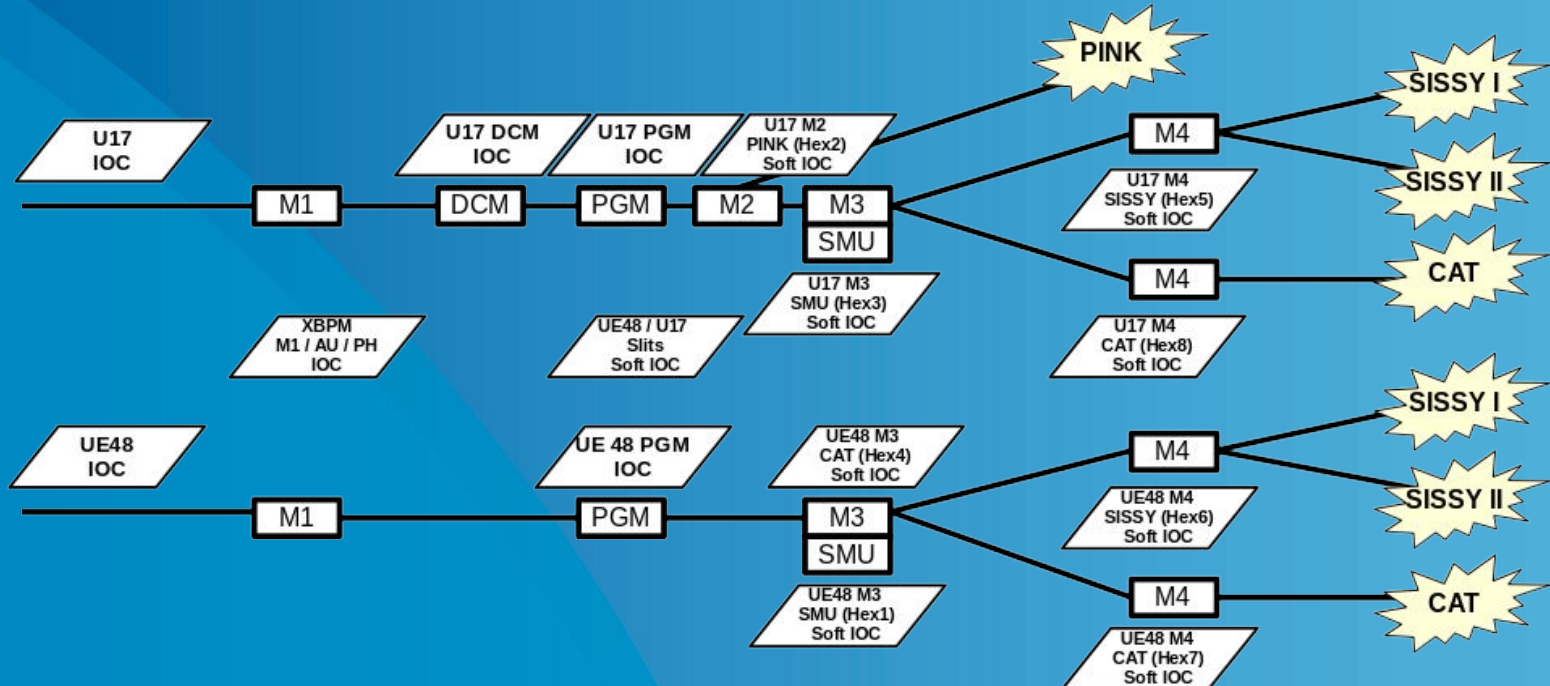 PINK
SISSY I
U17
IOC
U17 DCM
IOC
U17 PGM
IOC
U17 M2
PINK (Hex2)
Soft IOC
M4
SISSY II
M1
DCM
PGM
M2
M3
SMU
U17 M4
SISSY (Hex5)
Soft IOC
CAT
M4
U17 M3
SMU (Hex3)
Soft IOC
XBPM
M1 / AU / PH
IOC
UE48 / U17
Slits
Soft IOC
U17 M4
CAT (Hex8)
Soft IOC
SISSY I
UE48
IOC
UE 48 PGM
IOC
UE48 M3
CAT (Hex4)
Soft IOC
M4
SISSY II
M1
PGM
M3
SMU
UE48 M4
SISSY (Hex6)
Soft IOC
UE48 M3
SMU (Hex1)
Soft IOC
M4
CAT
UE48 M4
CAT (Hex7)
Soft IOC